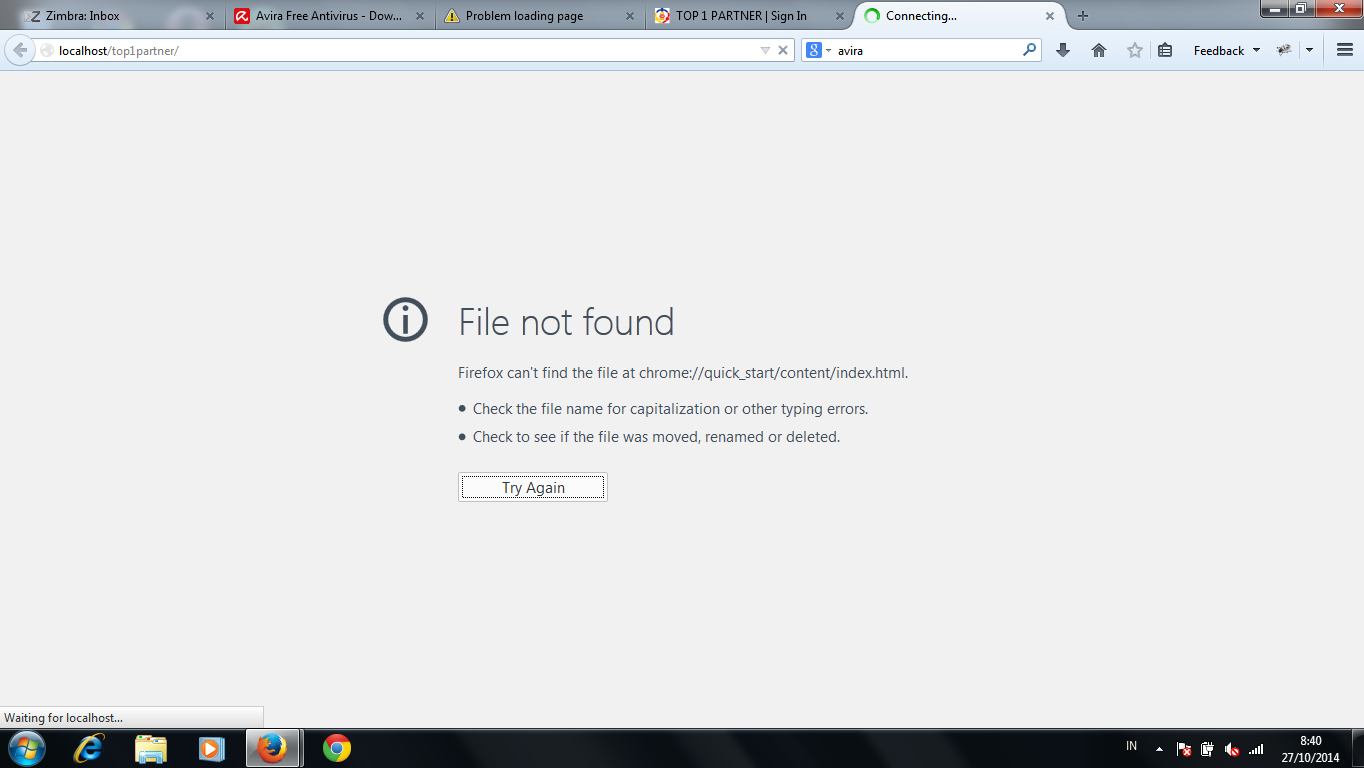 Zimbra: Inbox
Avira Free Antivirus - Dow...
Problem loading page
TOP 1 PARTNER | Sign In
Connecting...
localhost/top1partner/
avira
Feedback
File not found
Firefox can't find the file at chrome://quick_start/content/index.html.
Check the file name for capitalization or other typing errors.
Check to see if the file was moved, renamed or deleted.
Try Again
Waiting for localhost...
IN
8:40
27/10/2014